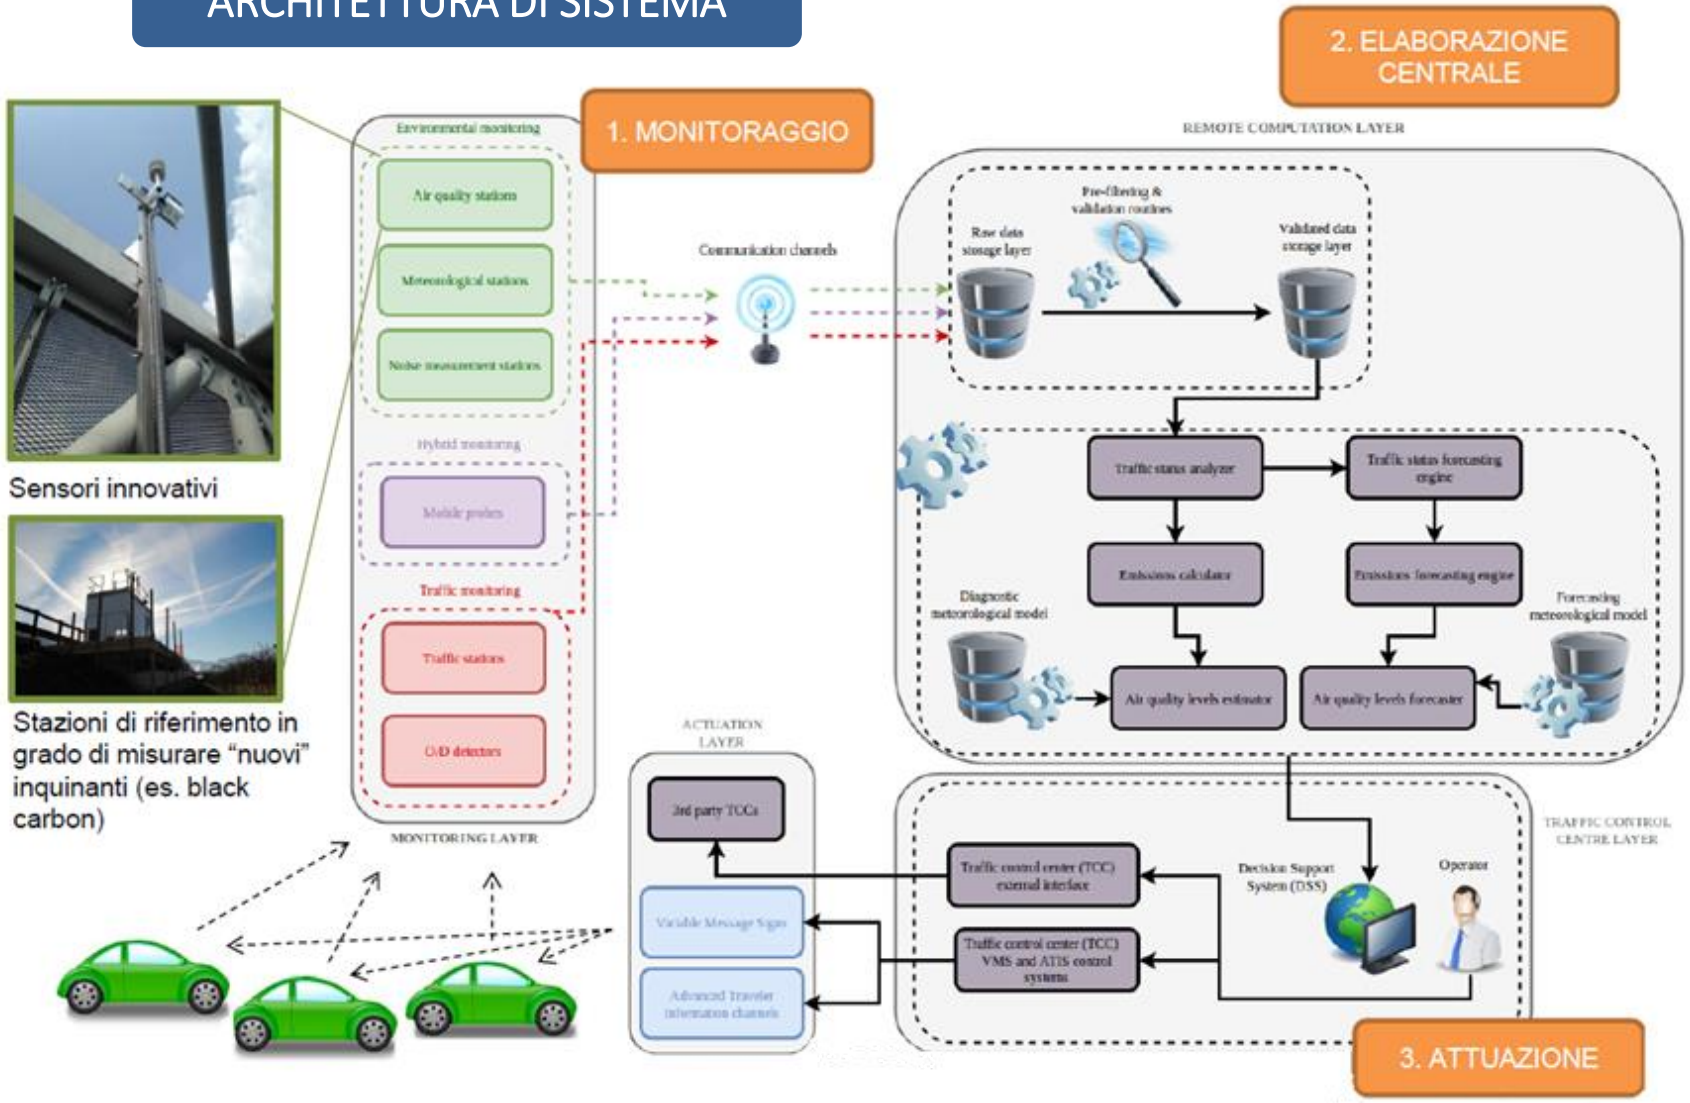 ARCHITETTURA DI SISTEMA
2. ELABORAZIONE
CENTRALE
1. MONITORAGGIO
Environmental monitoring
Air quality stations
Meteorological stations
Noise measurement stations
Hybrid monitoring
Mobile probes
Traffic monitoring
Traffic stations
O/D detectors
MONITORING LAYER
Sensori innovativi
Stazioni di riferimento in
grado di misurare “nuovi”
inquinanti (es. black
carbon)
Communication channels
REMOTE COMPUTATION LAYER
Raw data
storage layer
Pre-filtering &
validation routines
Validated data
storage layer
Traffic status analyzer
Traffic status forecasting
engine
Emissions calculator
Emissions forecasting engine
Diagnostic
meteorological model
Forecasting
meteorological model
Air quality levels estimator
Air quality levels forecaster
ACTUATION
LAYER
3rd party TCCs
Variable Message Signs
Advanced Traveler
information channels
TRAFFIC CONTROL
CENTRE LAYER
Traffic control center (TCC)
external interface
Traffic control center (TCC)
VMS and ATIS control
systems
Decision Support
System (DSS)
Operator
3. ATTUAZIONE